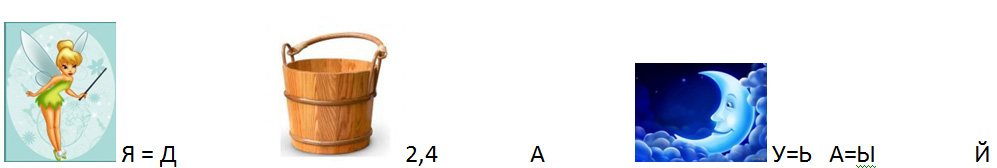 Я = Д 2,4 А У=Ь А=Ы Й